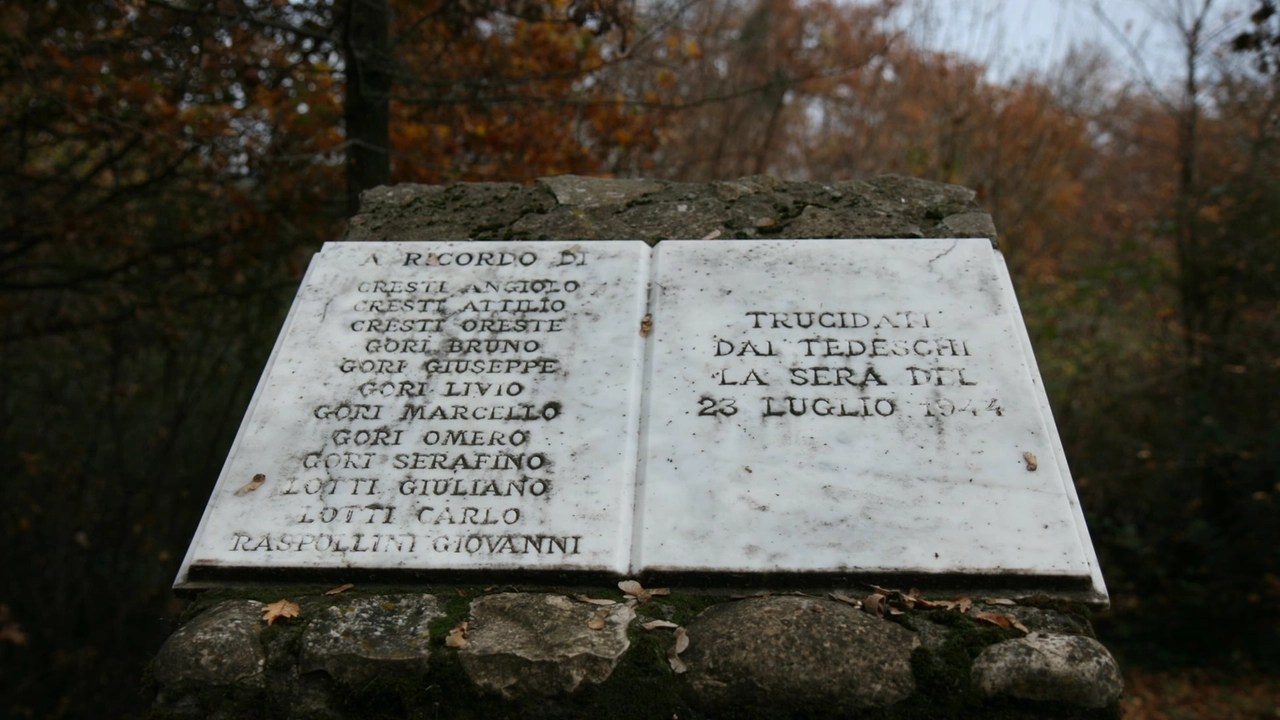 A RICORDO DI
CRESTI ANGIOLO
CRESTI ATTILIO
CRESTI ORESTE
GORI BRUNO
GORI GIUSEPPE
GORI LIVIO
GORI MARCELLO
GORI OMERO
GORI SERAFINO
LOTTI GIULIANO
LOTTI CARLO
RASPOLLINI GIOVANNI
TRUCIDATI
DAI TEDESCHI
LA SERA DEL
23 LUGLIO 1944